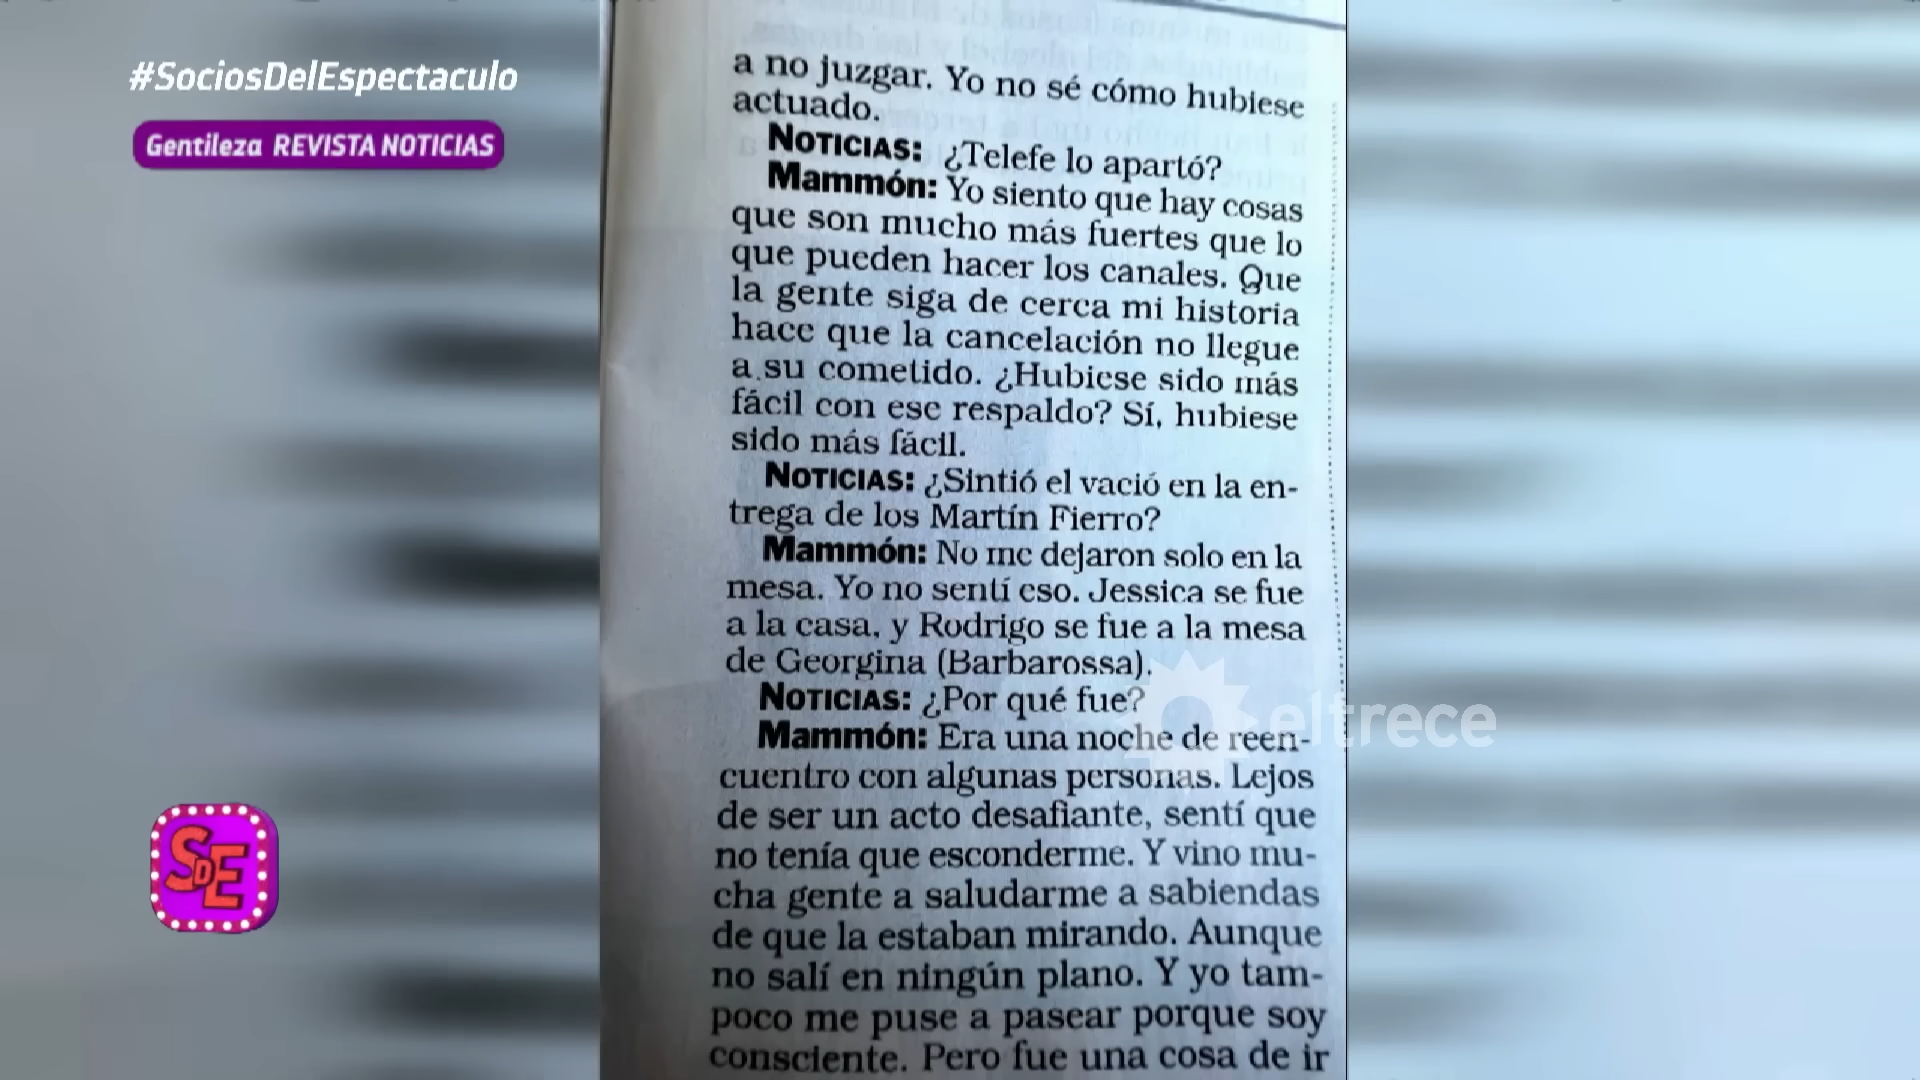 #SociosDelEspectaculo
Gentileza REVISTA NOTICIAS
a no juzgar. Yo no sé cómo hubiese
actuado.
NOTICIAS: ¿Telefe lo apartó?
Mammón: Yo siento que hay cosas
que son mucho más fuertes que lo
que pueden hacer los canales. Que
la gente siga de cerca mi historia
hace que la cancelación no llegue
a su cometido. ¿Hubiese sido más
fácil con ese respaldo? Sí, hubiese
sido más fácil.
NOTICIAS: ¿Sintió el vació en la en-
trega de los Martín Fierro?
Mammón: No me dejaron solo en la
mesa. Yo no sentí eso. Jessica se fue
a la casa, y Rodrigo se fue a la mesa
de Georgina (Barbarossa).
NOTICIAS: ¿Por qué fue?
Mammón: Era una noche de reen-
cuentro con algunas personas. Lejos
de ser un acto desafiante, sentí que
no tenía que esconderme. Y vino mu-
cha gente a saludarme a sabiendas
de que la estaban mirando. Aunque
no salí en ningún plano. Y yo tam-
poco me puse a pasear porque soy
consciente. Pero fue una cosa de ir
eltrece
SDE